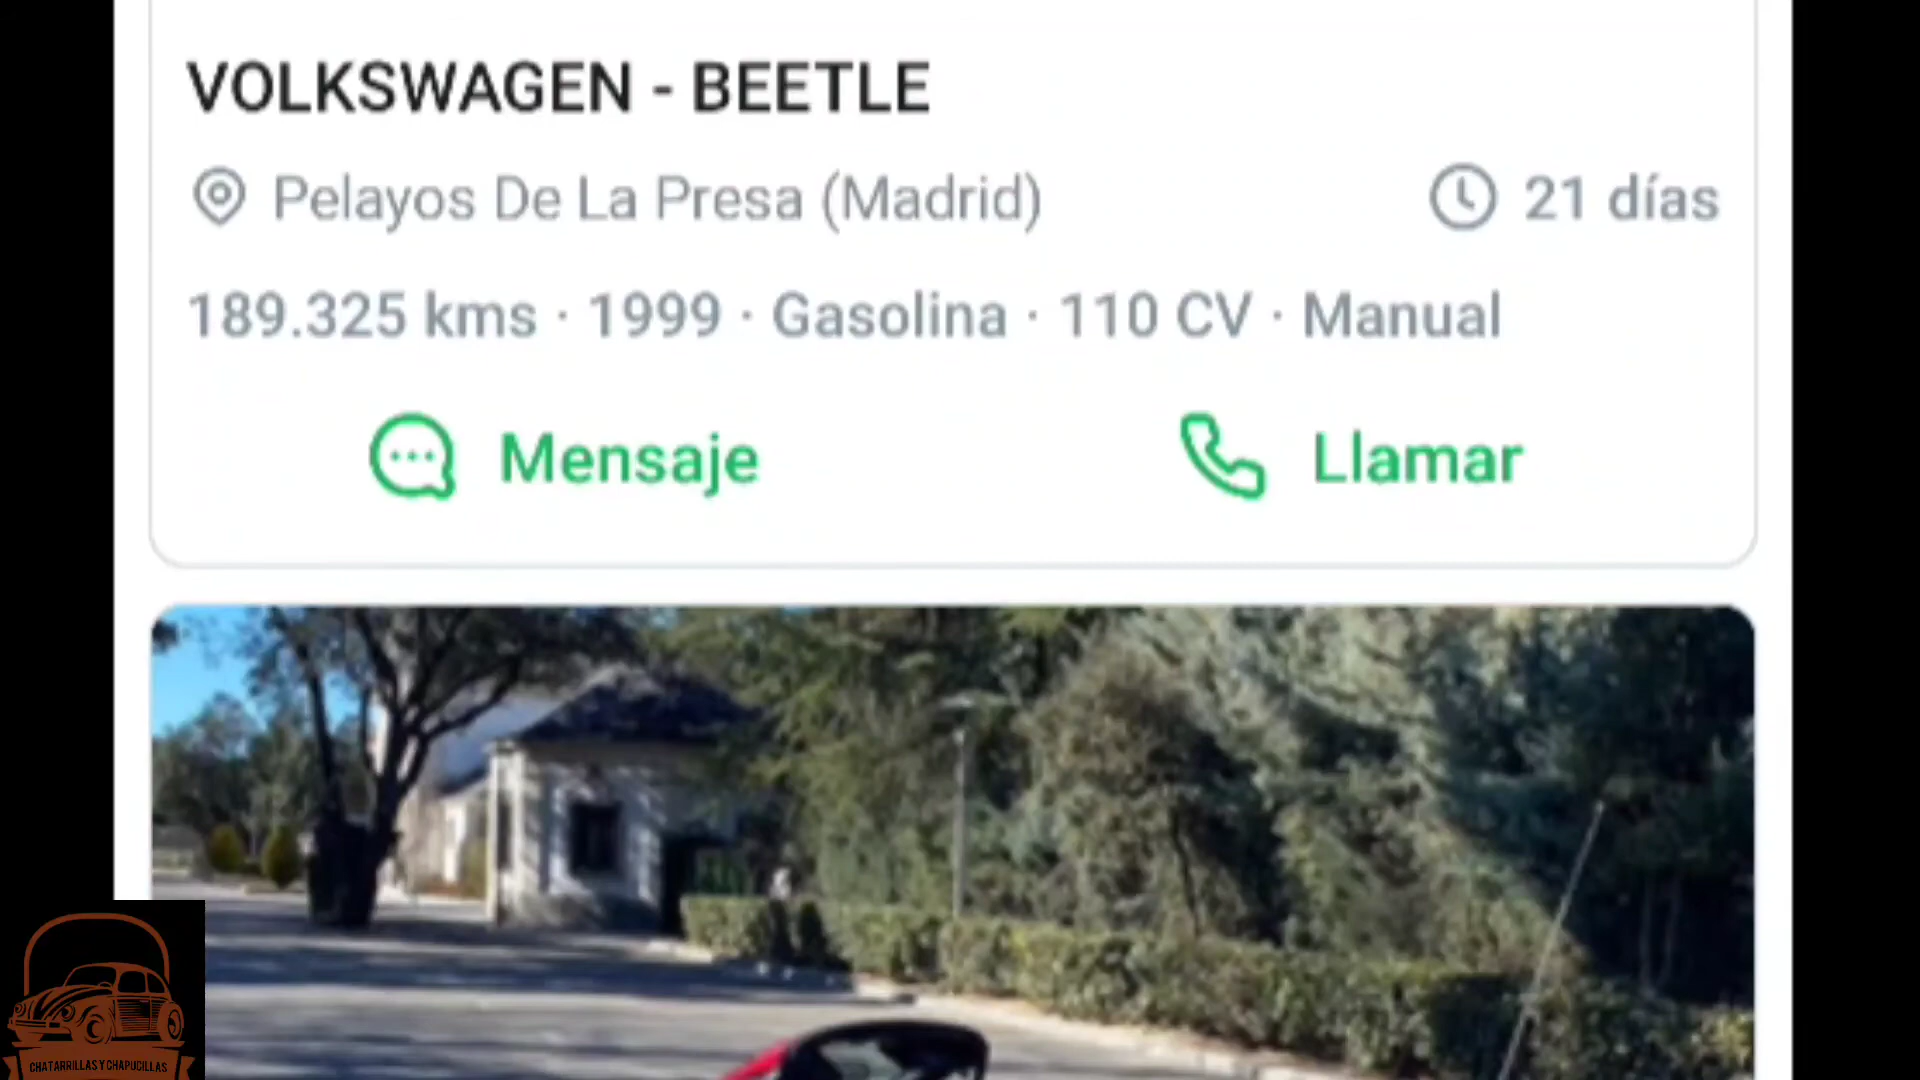 VOLKSWAGEN - BEETLE
Pelayos De La Presa (Madrid)
21 días
189.325 kms · 1999 · Gasolina · 110 CV · Manual
Mensaje
Llamar
CHATARRILLAS Y CHAPUCILLAS